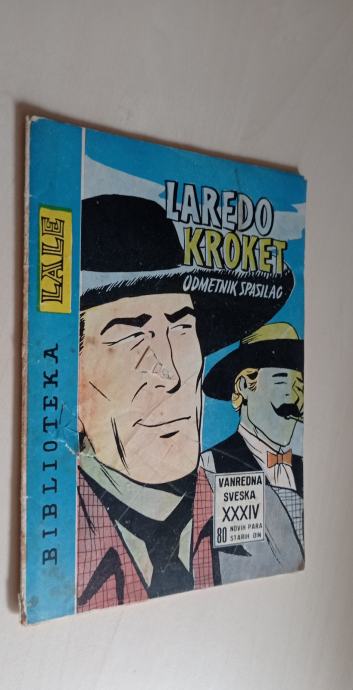 BIBLIOTEKA LALE
LAREDO
KROKET
ODMETNIK SPASILAC
VANREDNA
SVESKA
XXXIV
80 NOVIH PARA
STARIH DIN